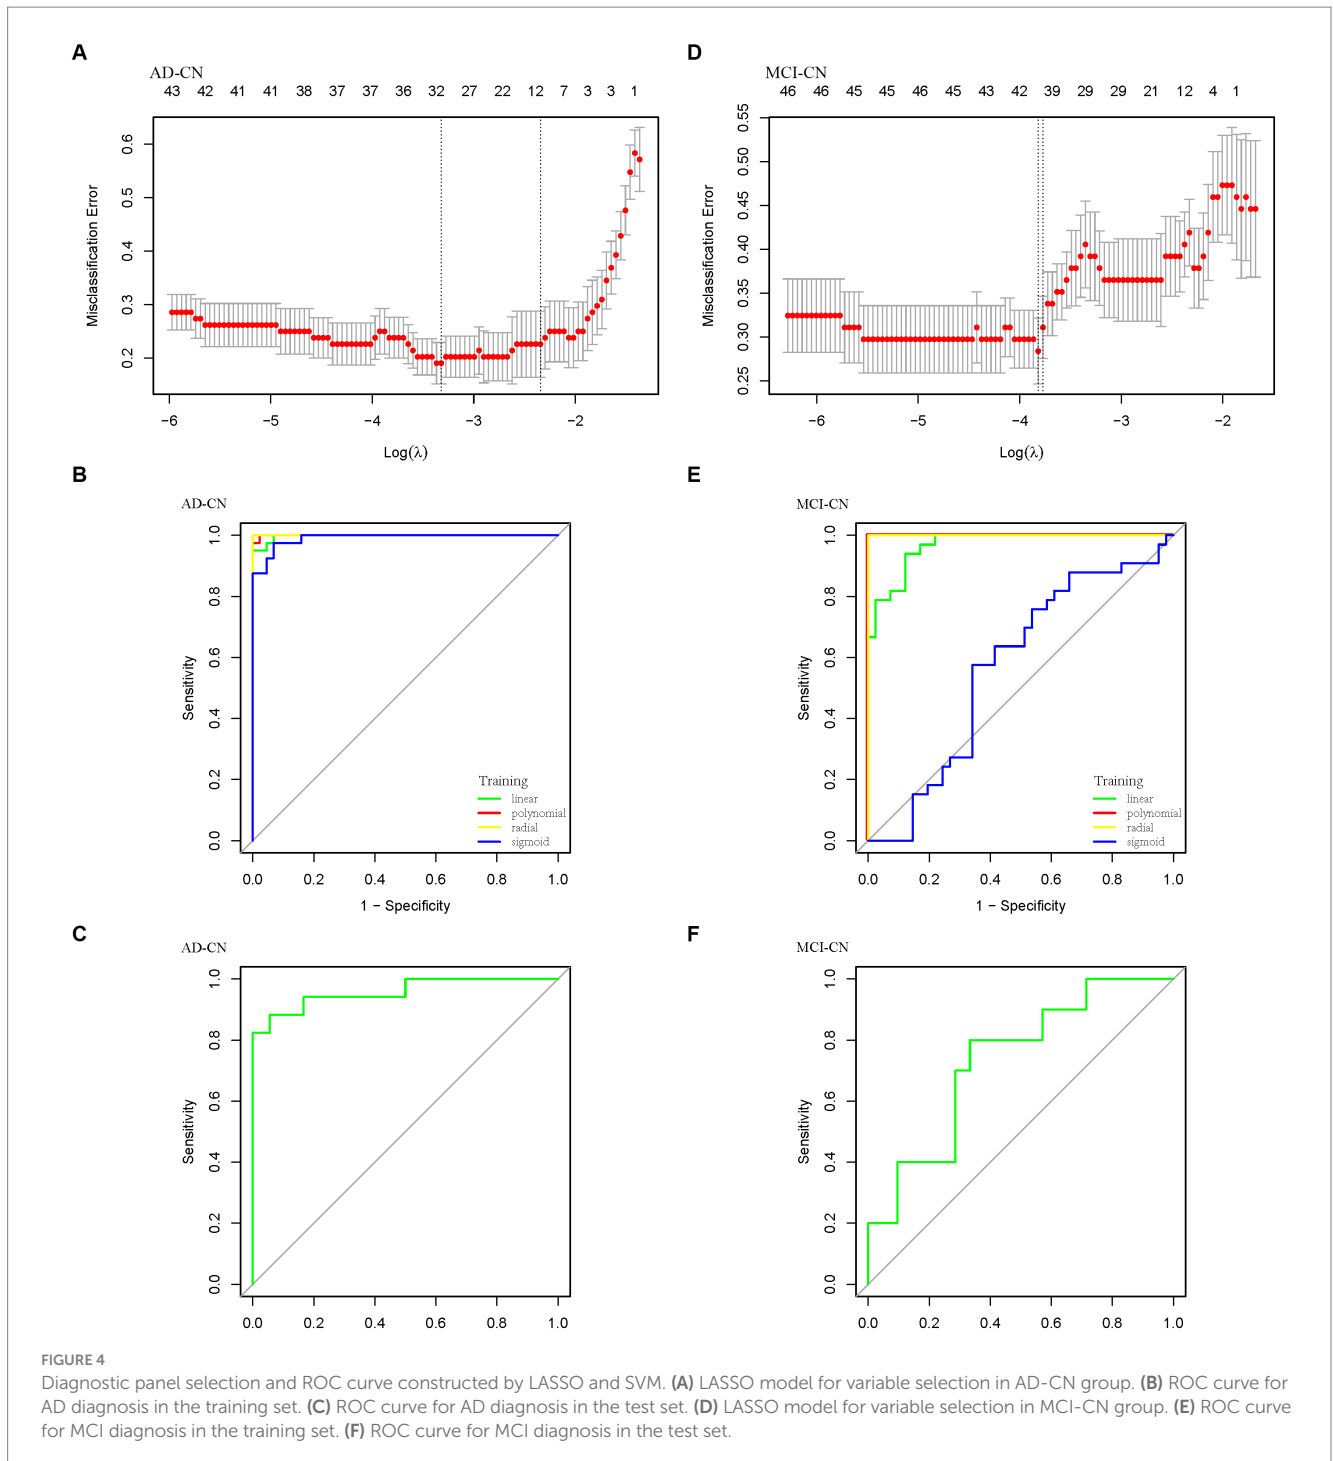 A
AD-CN
43 42 41 41 38 37 37 36 32 27 22 12 7 3 3 1
Misclassification Error
0.6
0.5
0.4
0.3
0.2
−6 −5 −4 −3 −2
Log(λ)
D
MCI-CN
46 46 45 45 46 45 43 42 39 29 29 21 12 4 1
Misclassification Error
0.55
0.50
0.45
0.40
0.35
0.30
0.25
−6 −5 −4 −3 −2
Log(λ)
B
AD-CN
Sensitivity
1.0
0.8
0.6
0.4
0.2
0.0
Training
linear
polynomial
radial
sigmoid
0.0 0.2 0.4 0.6 0.8 1.0
1 − Specificity
E
MCI-CN
Sensitivity
1.0
0.8
0.6
0.4
0.2
0.0
Training
linear
polynomial
radial
sigmoid
0.0 0.2 0.4 0.6 0.8 1.0
1 − Specificity
C
AD-CN
Sensitivity
1.0
0.8
0.6
0.4
0.2
0.0
0.0 0.2 0.4 0.6 0.8 1.0
F
MCI-CN
Sensitivity
1.0
0.8
0.6
0.4
0.2
0.0
0.0 0.2 0.4 0.6 0.8 1.0
FIGURE 4
Diagnostic panel selection and ROC curve constructed by LASSO and SVM. (A) LASSO model for variable selection in AD-CN group. (B) ROC curve for
AD diagnosis in the training set. (C) ROC curve for AD diagnosis in the test set. (D) LASSO model for variable selection in MCI-CN group. (E) ROC curve
for MCI diagnosis in the training set. (F) ROC curve for MCI diagnosis in the test set.